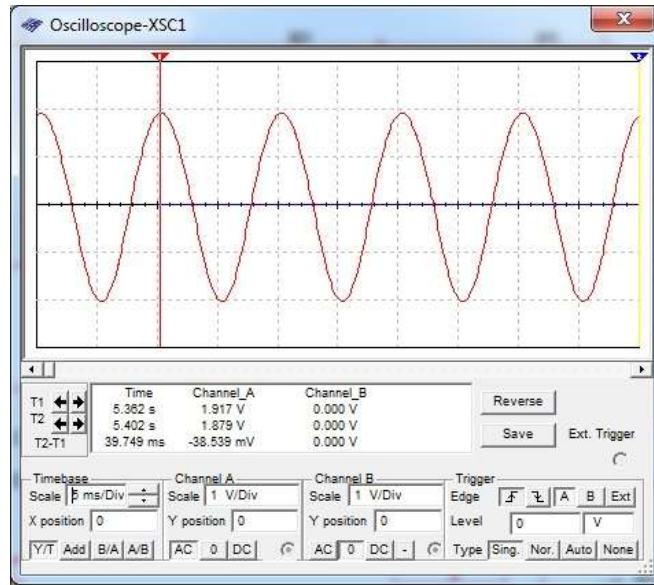 Oscilloscope-XSC1
1
2
Time Channel_A Channel_B
T1 5.362 s 1.917 V 0.000 V
T2 5.402 s 1.879 V 0.000 V
T2-T1 39.749 ms -38.539 mV 0.000 V
Reverse
Save
Ext. Trigger
Timebase
Scale 5 ms/Div
X position 0
Y/T Add B/A A/B
Channel A
Scale 1 V/Div
Y position 0
AC 0 DC
Channel B
Scale 1 V/Div
Y position 0
AC 0 DC -
Trigger
Edge A B Ext
Level 0 V
Type Sing. Nor. Auto None